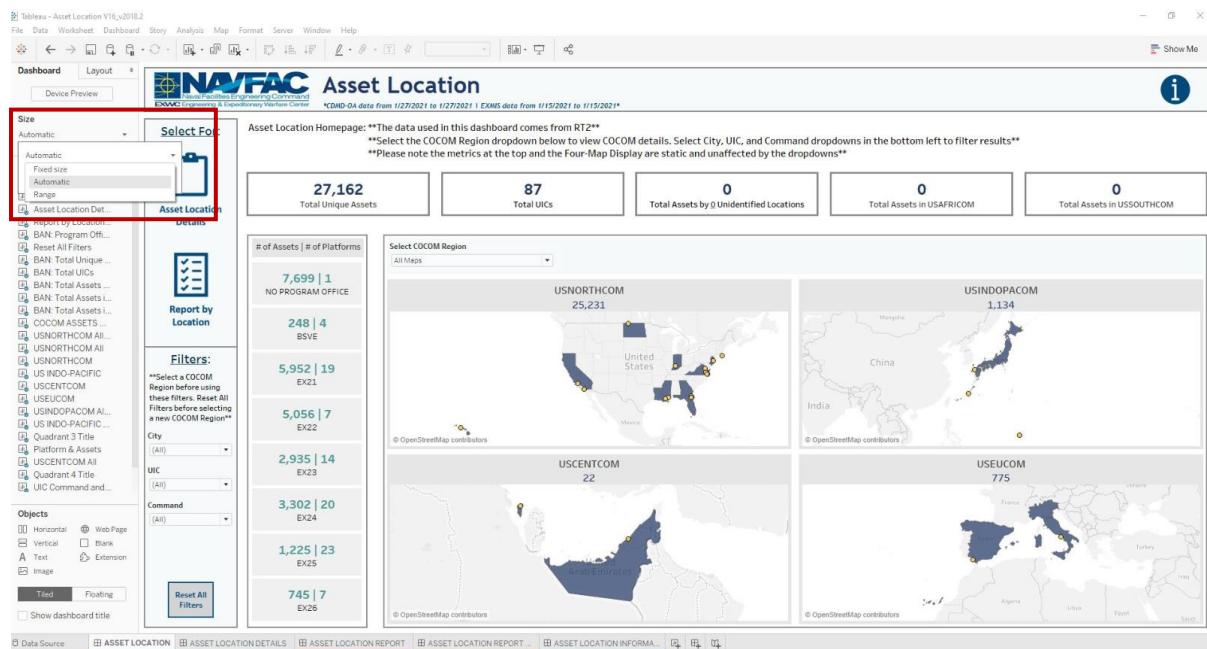 Tableau - Asset Location V16_v2018.2
File Data Worksheet Dashboard Story Analysis Map Format Server Window Help
Show Me
Dashboard Layout
Device Preview
Size
Automatic
Automatic
Fixed size
Automatic
Range
Asset Location Det...
Report by Location...
BAN: Program Offi...
Reset All Filters
BAN: Total Unique ...
BAN: Total UICs
BAN: Total Assets ...
BAN: Total Assets i...
BAN: Total Assets i...
COCOM ASSETS ...
USNORTHCOM All...
USNORTHCOM All
USNORTHCOM
US INDO-PACIFIC
USCENTCOM
USEUCOM
USINDOPACOM Al...
US INDO-PACIFIC ...
Quadrant 3 Title
Platform & Assets
USCENTCOM All
Quadrant 4 Title
UIC Command and...
Objects
Horizontal Web Page
Vertical Blank
Text Extension
Image
Tiled Floating
Show dashboard title
NAVFAC
Naval Facilities Engineering Command
EXWC Engineering & Expeditionary Warfare Center
Asset Location
*CDMD-OA data from 1/27/2021 to 1/27/2021 | EXMIS data from 1/15/2021 to 1/15/2021*
Select For:
Asset Location
Details
Report by
Location
Filters:
**Select a COCOM
Region before using
these filters. Reset All
Filters before selecting
a new COCOM Region**
City
(All)
UIC
(All)
Command
(All)
Reset All
Filters
Asset Location Homepage: **The data used in this dashboard comes from RT2**
**Select the COCOM Region dropdown below to view COCOM details. Select City, UIC, and Command dropdowns in the bottom left to filter results**
**Please note the metrics at the top and the Four-Map Display are static and unaffected by the dropdowns**
27,162
Total Unique Assets
87
Total UICs
0
Total Assets by 0 Unidentified Locations
0
Total Assets in USAFRICOM
0
Total Assets in USSOUTHCOM
# of Assets | # of Platforms
7,699 | 1
NO PROGRAM OFFICE
248 | 4
BSVE
5,952 | 19
EX21
5,056 | 7
EX22
2,935 | 14
EX23
3,302 | 20
EX24
1,225 | 23
EX25
745 | 7
EX26
Select COCOM Region
All Maps
USNORTHCOM
25,231
United
States
Mexico
© OpenStreetMap contributors
USINDOPACOM
1,134
Mongolia
China
India
© OpenStreetMap contributors
USCENTCOM
22
Arab Emirates
© OpenStreetMap contributors
USEUCOM
775
Ukraine
France
Turkey
Iraq
Algeria
Libya
Egypt
Saudi
© OpenStreetMap contributors
Data Source ASSET LOCATION ASSET LOCATION DETAILS ASSET LOCATION REPORT ASSET LOCATION REPORT ... ASSET LOCATION INFORMA...